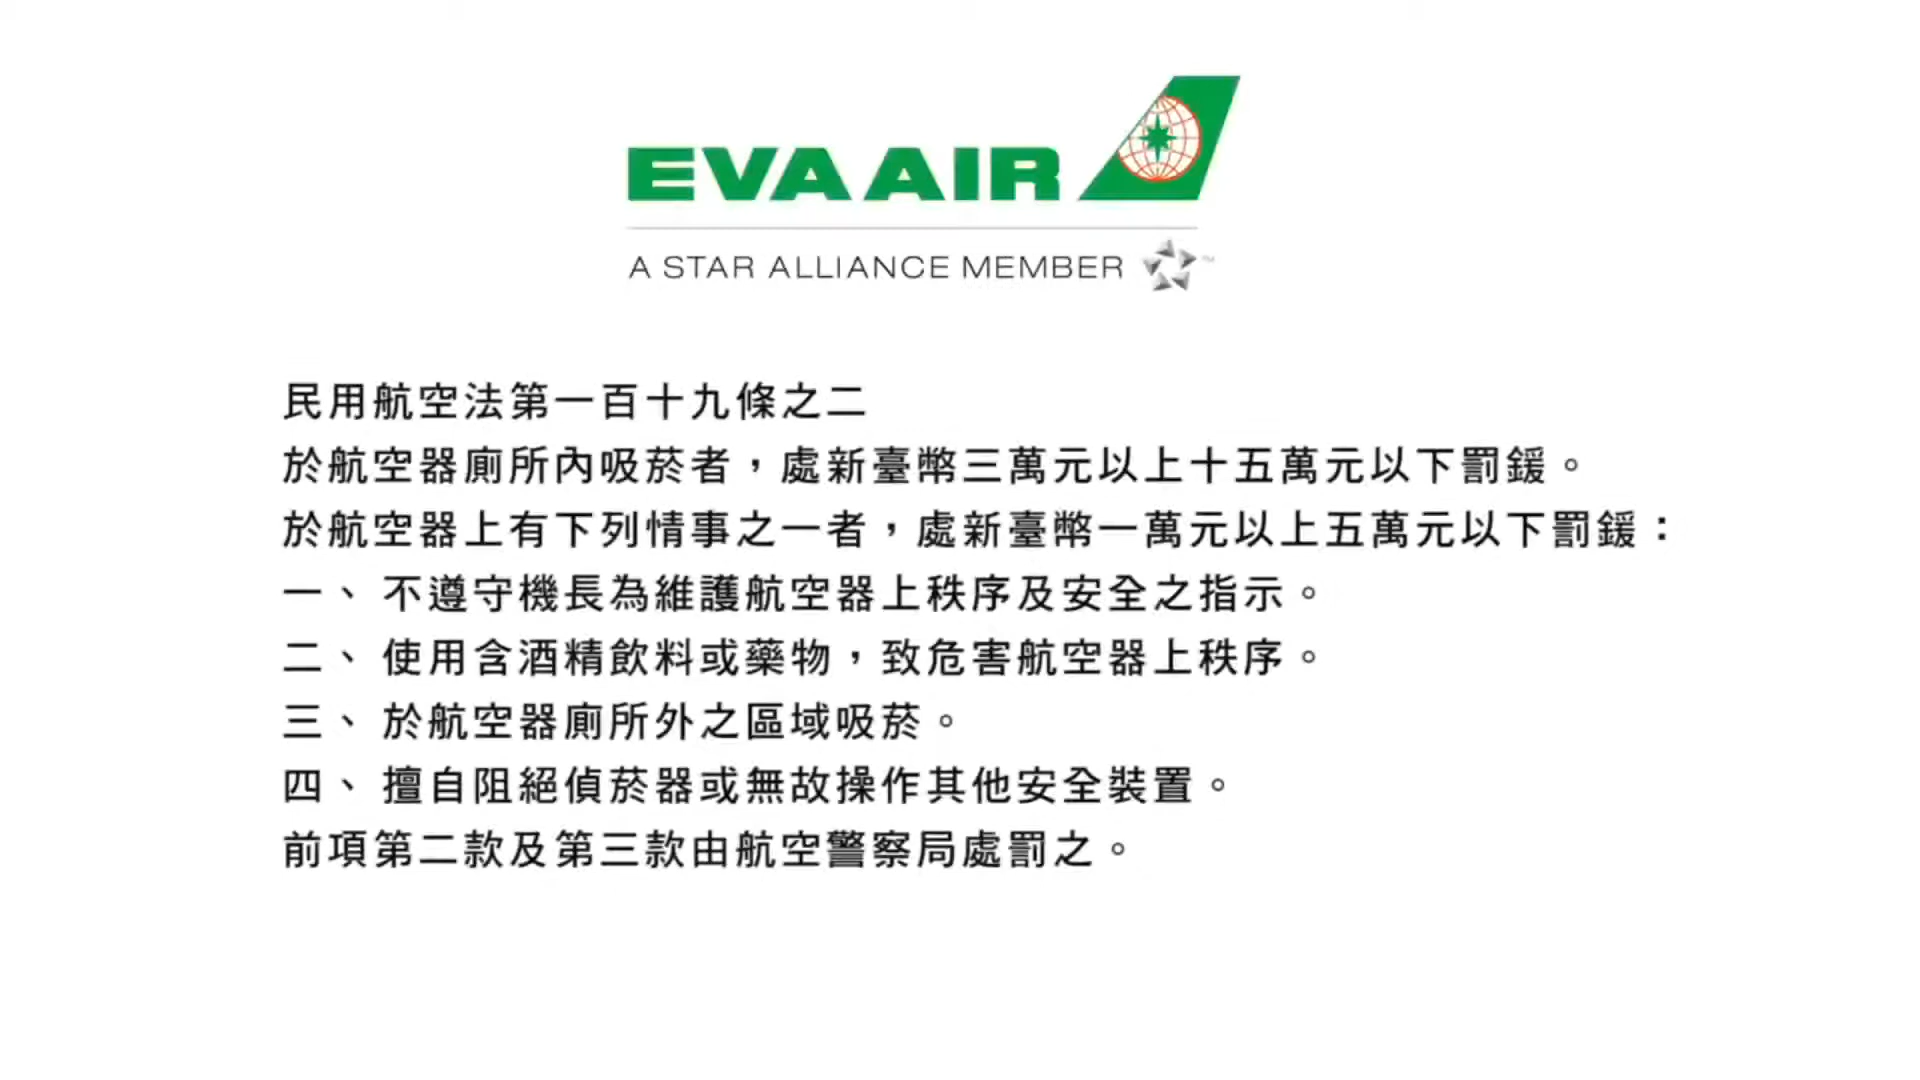 EVA AIR
A STAR ALLIANCE MEMBER ™
民用航空法第一百十九條之二
於航空器廁所內吸菸者，處新臺幣三萬元以上十五萬元以下罰鍰。
於航空器上有下列情事之一者，處新臺幣一萬元以上五萬元以下罰鍰：
一、 不遵守機長為維護航空器上秩序及安全之指示。
二、 使用含酒精飲料或藥物，致危害航空器上秩序。
三、 於航空器廁所外之區域吸菸。
四、 擅自阻絕偵菸器或無故操作其他安全裝置。
前項第二款及第三款由航空警察局處罰之。